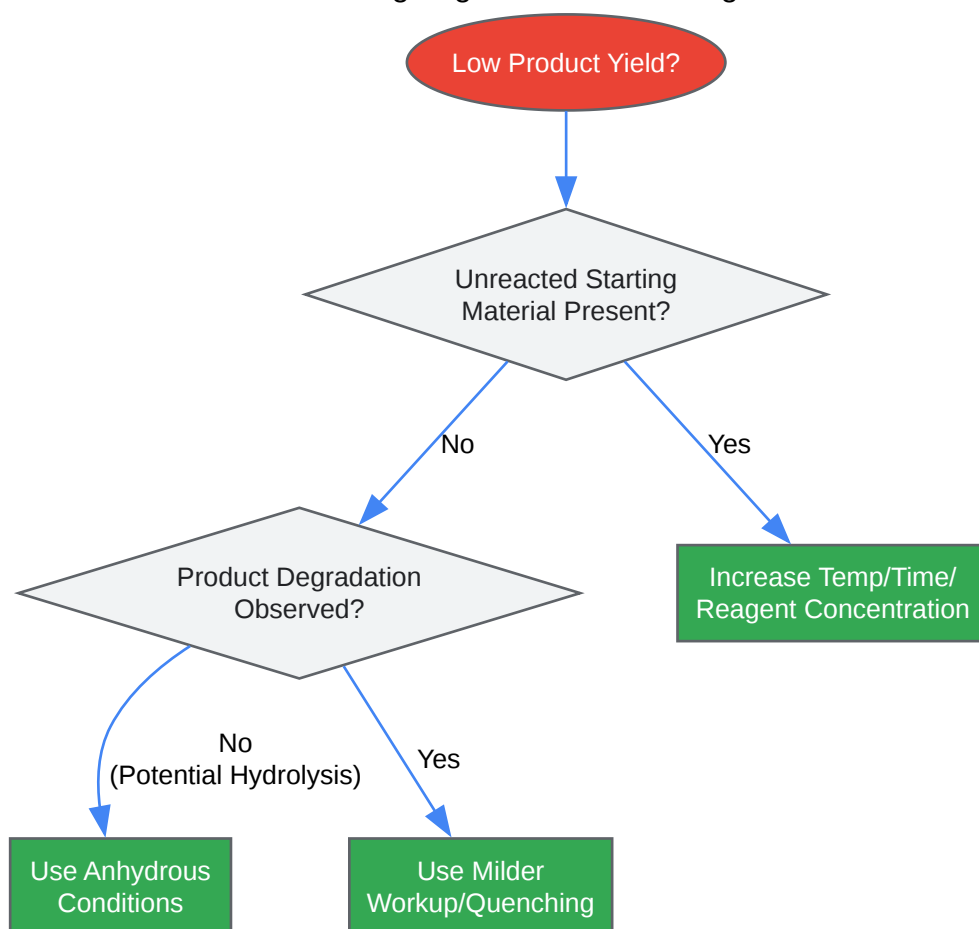 Low Product Yield?
Unreacted Starting
Material Present?
No
Yes
Product Degradation
Observed?
Increase Temp/Time/
Reagent Concentration
No
(Potential Hydrolysis)
Yes
Use Anhydrous
Conditions
Use Milder
Workup/Quenching